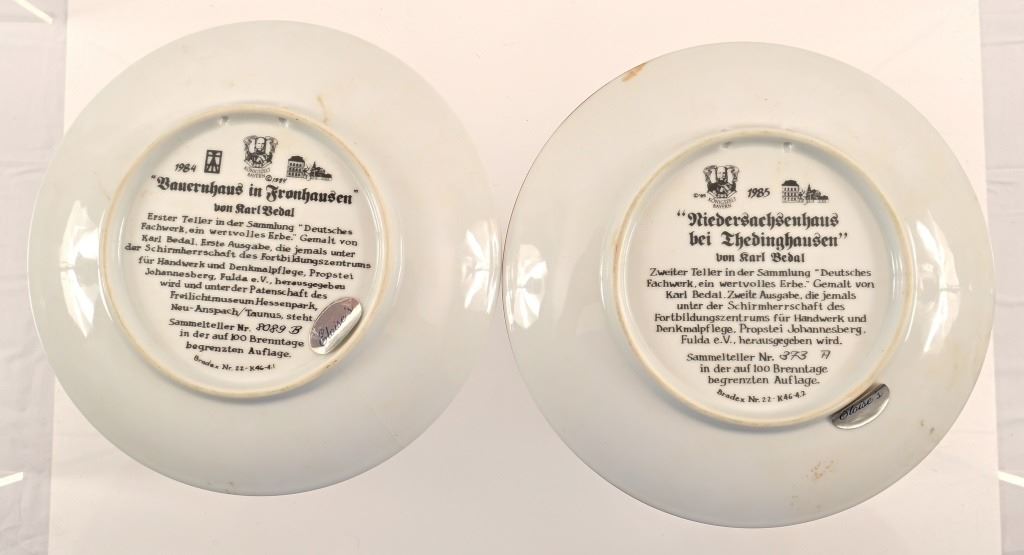 1984
KÖNIGSZELT
BAYERN
© 1984
"Bauernhaus in Fronhausen"
von Karl Bedal
Erster Teller in der Sammlung "Deutsches
Fachwerk, ein wertvolles Erbe." Gemalt von
Karl Bedal. Erste Ausgabe, die jemals unter
der Schirmherrschaft des Fortbildungszentrums
für Handwerk und Denkmalpflege, Propstei
Johannesberg, Fulda e.V., herausgegeben
wird und unter der Patenschaft des
Freilichtmuseum Hessenpark,
Neu-Anspach/Taunus, steht.
Sammelteller Nr. 8089 B
in der auf 100 Brenntage
begrenzten Auflage.
Bradex Nr. 22-K46-4.1
Eloise's
KÖNIGSZELT
BAYERN
1985
"Niedersachsenhaus
bei Thedinghausen"
von Karl Bedal
Zweiter Teller in der Sammlung "Deutsches
Fachwerk, ein wertvolles Erbe." Gemalt von
Karl Bedal. Zweite Ausgabe, die jemals
unter der Schirmherrschaft des
Fortbildungszentrums für Handwerk und
Denkmalpflege, Propstei Johannesberg,
Fulda e.V., herausgegeben wird.
Sammelteller Nr. 373 A
in der auf 100 Brenntage
begrenzten Auflage.
Bradex Nr. 22-K46-4.2
Eloise's